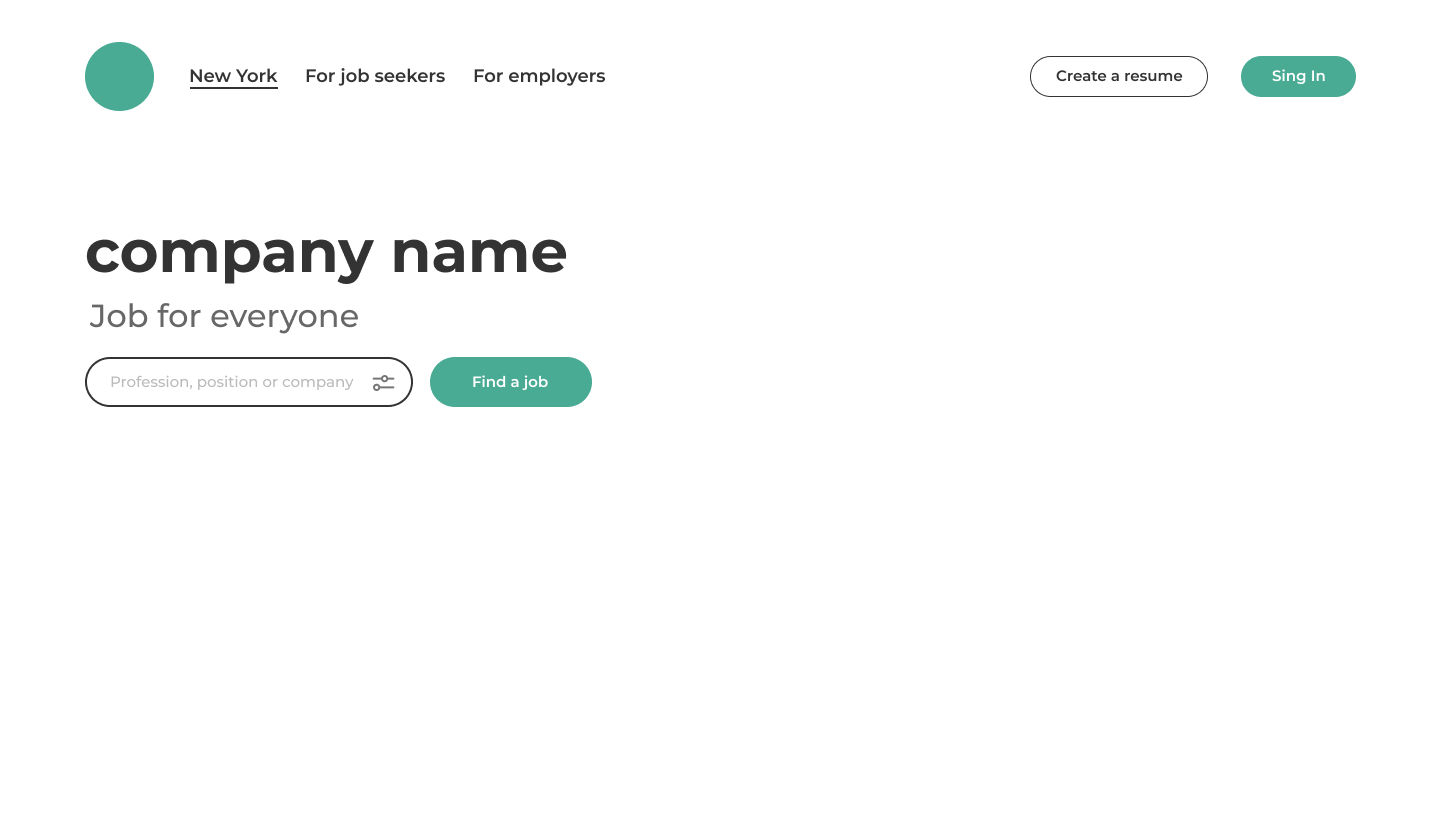 New York For job seekers For employers Create a resume Sing In
company name
Job for everyone
Profession, position or company Find a job